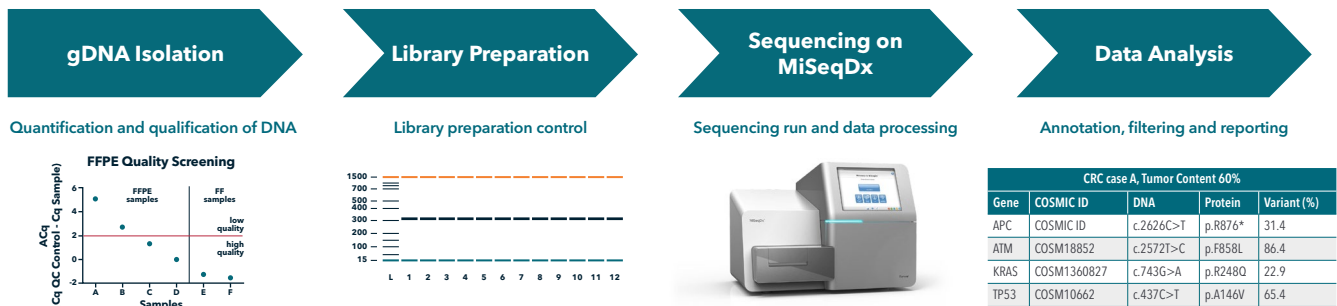 gDNA Isolation
Library Preparation
Sequencing on
MiSeqDx
Data Analysis
Quantification and qualification of DNA
Library preparation control
Sequencing run and data processing
Annotation, filtering and reporting
FFPE Quality Screening
ΔCq
Cq QC Control - Cq Sample)
6
4
2
0
-2
FFPE
samples
FF
samples
low
quality
high
quality
A B C D E F
Samples
1500
700
500
400
300
200
100
15
L 1 2 3 4 5 6 7 8 9 10 11 12
MiSeqDx
CRC case A, Tumor Content 60%
Gene COSMIC ID DNA Protein Variant (%)
APC COSMIC ID c.2626C>T p.R876* 31.4
ATM COSM18852 c.2572T>C p.F858L 86.4
KRAS COSM1360827 c.743G>A p.R248Q 22.9
TP53 COSM10662 c.437C>T p.A146V 65.4